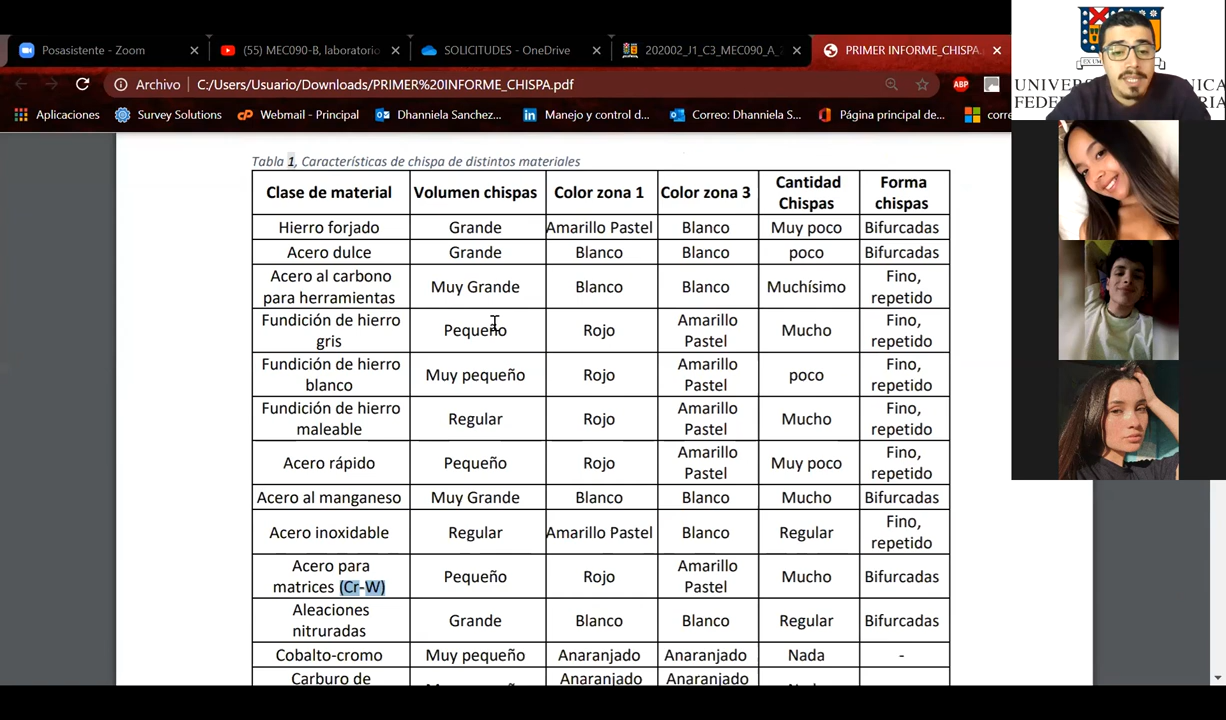 Posasistente - Zoom
(55) MEC090-B, laboratorio
SOLICITUDES - OneDrive
202002_J1_C3_MEC090_A_
PRIMER INFORME_CHISPA.
Archivo
C:/Users/Usuario/Downloads/PRIMER%20INFORME_CHISPA.pdf
ABP
Aplicaciones
Survey Solutions
Webmail - Principal
Dhanniela Sanchez...
Manejo y control d...
Correo: Dhanniela S...
Página principal de...
Tabla 1, Características de chispa de distintos materiales
Clase de material Volumen chispas Color zona 1 Color zona 3 Cantidad Chispas Forma chispas
Hierro forjado Grande Amarillo Pastel Blanco Muy poco Bifurcadas
Acero dulce Grande Blanco Blanco poco Bifurcadas
Acero al carbono para herramientas Muy Grande Blanco Blanco Muchísimo Fino, repetido
Fundición de hierro gris Pequeño Rojo Amarillo Pastel Mucho Fino, repetido
Fundición de hierro blanco Muy pequeño Rojo Amarillo Pastel poco Fino, repetido
Fundición de hierro maleable Regular Rojo Amarillo Pastel Mucho Fino, repetido
Acero rápido Pequeño Rojo Amarillo Pastel Muy poco Fino, repetido
Acero al manganeso Muy Grande Blanco Blanco Mucho Bifurcadas
Acero inoxidable Regular Amarillo Pastel Blanco Regular Fino, repetido
Acero para matrices (Cr-W) Pequeño Rojo Amarillo Pastel Mucho Bifurcadas
Aleaciones nitruradas Grande Blanco Blanco Regular Bifurcadas
Cobalto-cromo Muy pequeño Anaranjado Anaranjado Nada -
Carburo de Anaranjado Anaranjado